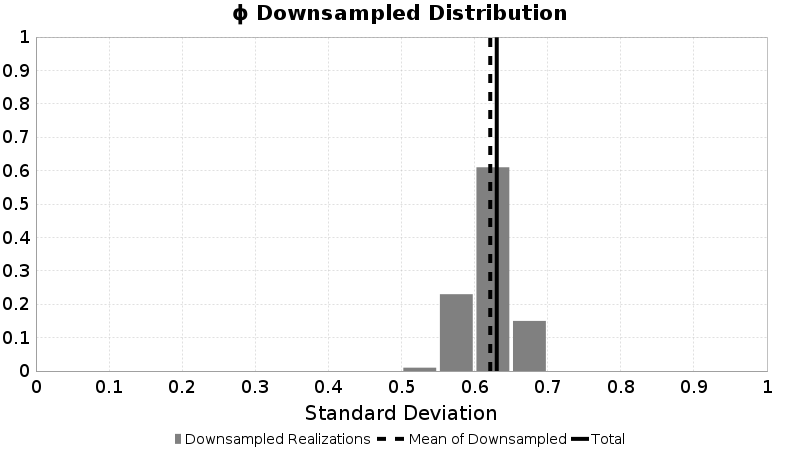 ϕ Downsampled Distribution
1
0.9
0.8
0.7
0.6
0.5
0.4
0.3
0.2
0.1
0
0 0.1 0.2 0.3 0.4 0.5 0.6 0.7 0.8 0.9 1
Standard Deviation
Downsampled Realizations Mean of Downsampled Total